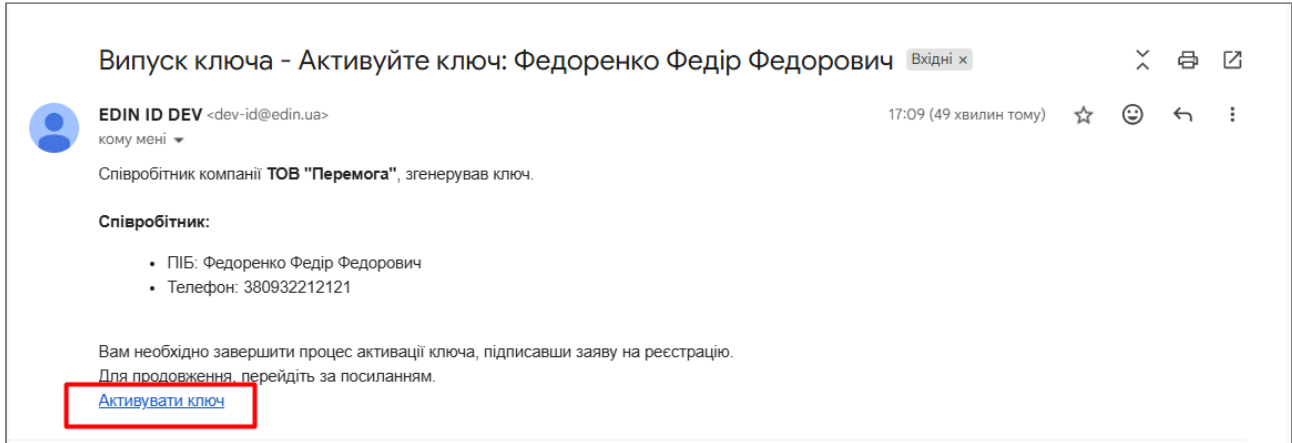 Випуск ключа - Активуйте ключ: Федоренко Федір Федорович Вхідні ×
EDIN ID DEV <dev-id@edin.ua> 17:09 (49 хвилин тому)
кому мені
Співробітник компанії ТОВ "Перемога", згенерував ключ.
Співробітник:
• ПІБ: Федоренко Федір Федорович
• Телефон: 380932212121
Вам необхідно завершити процес активації ключа, підписавши заяву на реєстрацію.
Для продовження, перейдіть за посиланням.
Активувати ключ